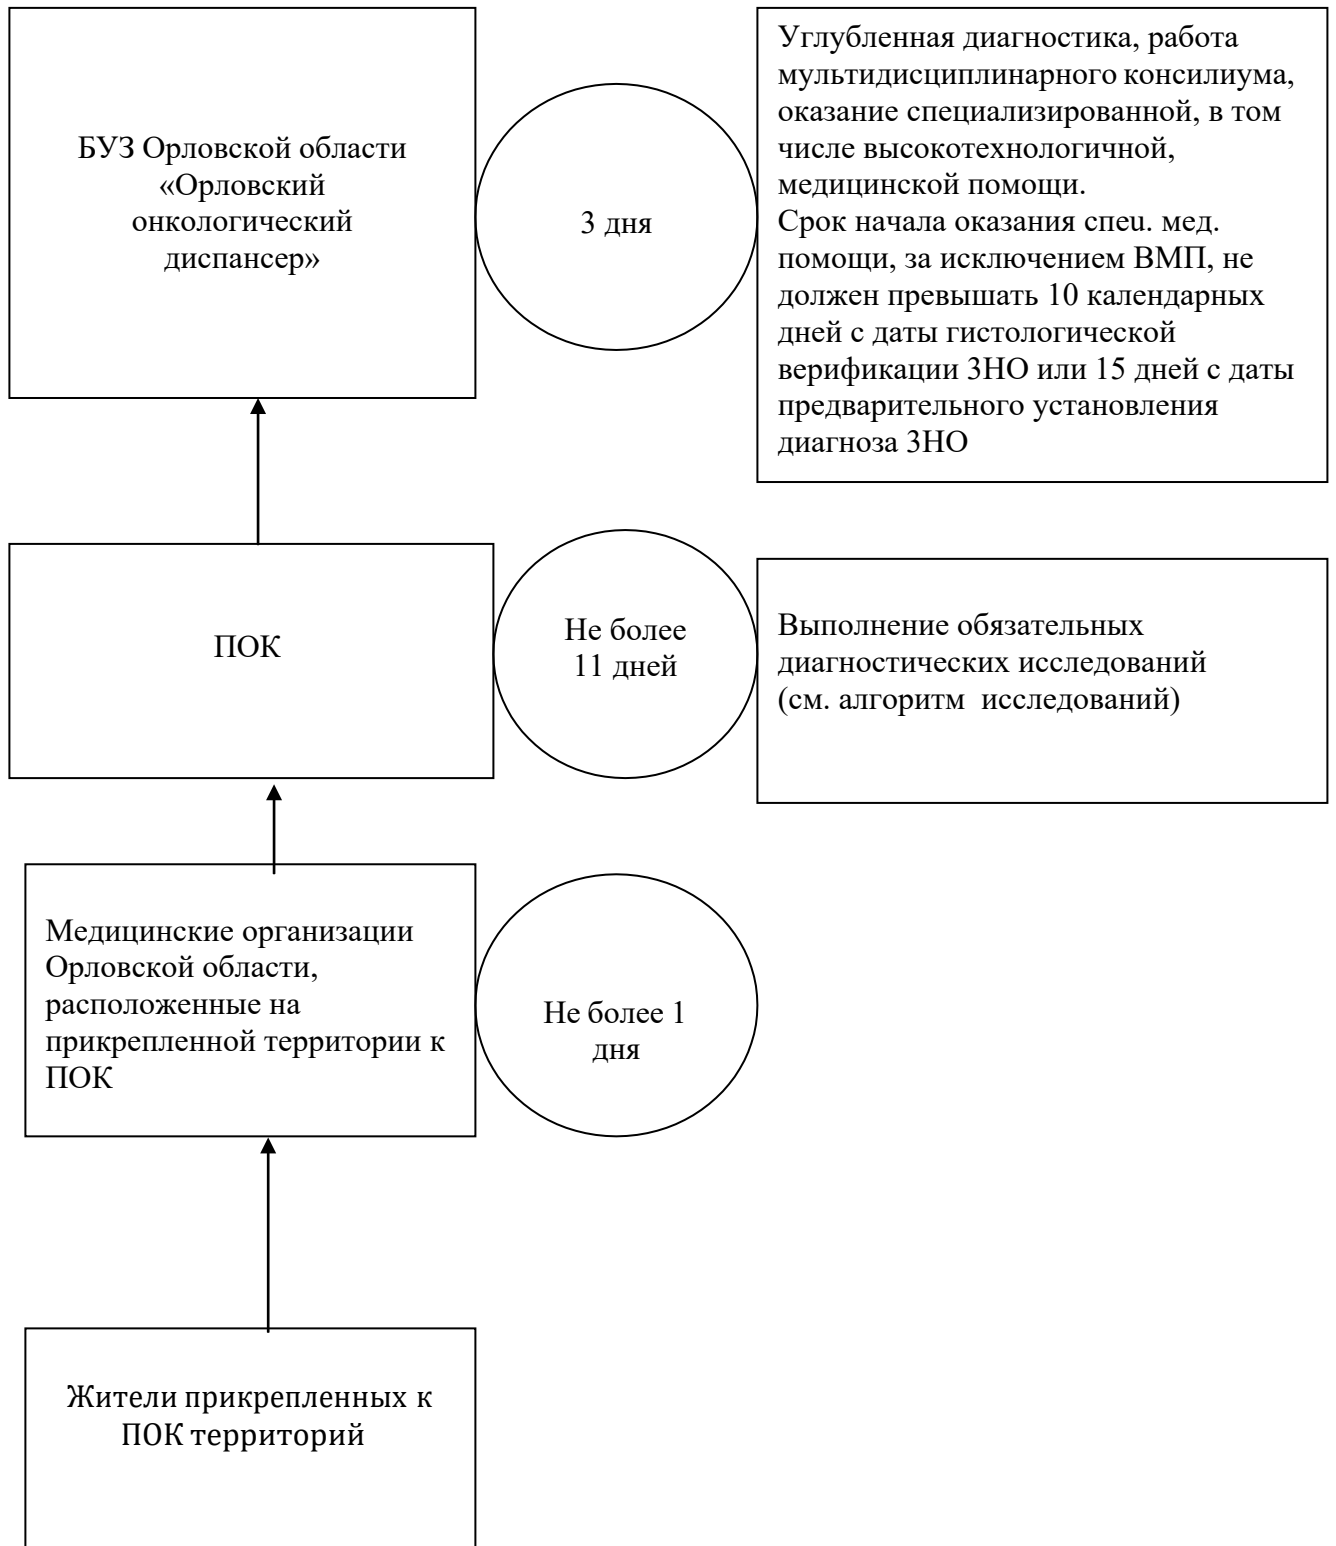 БУЗ Орловской области
«Орловский
онкологический
диспансер»
3 дня
Углубленная диагностика, работа
мультидисциплинарного консилиума,
оказание специализированной, в том
числе высокотехнологичной,
медицинской помощи.
Срок начала оказания спеu. мед.
помощи, за исключением ВМП, не
должен превышать 10 календарных
дней с даты гистологической
верификации ЗНО или 15 дней с даты
предварительного установления
диагноза ЗНО
ПОК
Не более
11 дней
Выполнение обязательных
диагностических исследований
(см. алгоритм  исследований)
Медицинские организации
Орловской области,
расположенные на
прикрепленной территории к
ПОК
Не более 1
дня
Жители прикрепленных к
ПОК территорий